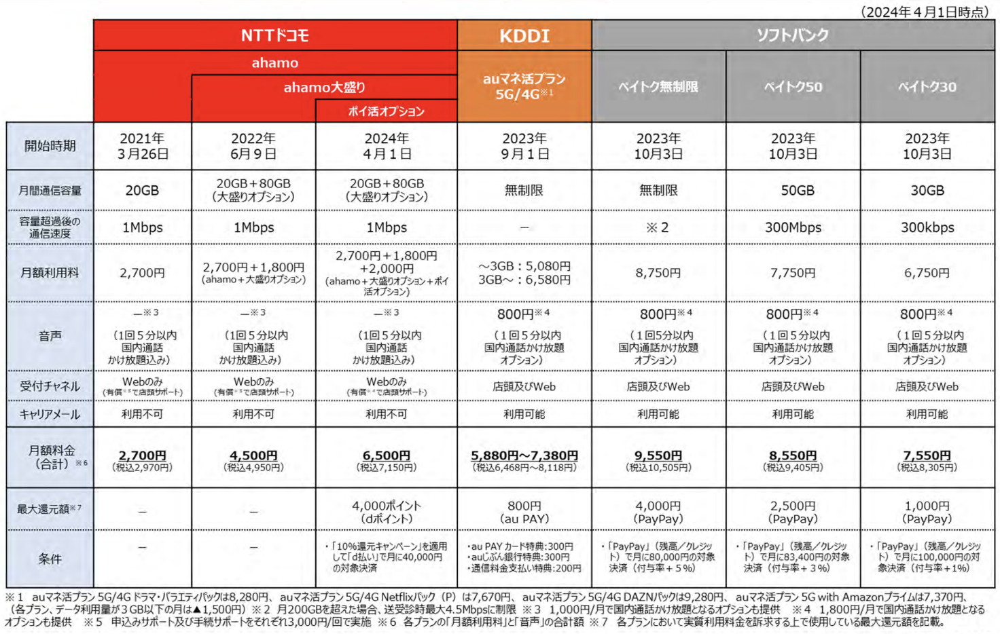 （2024年４月1日時点）
NTTドコモ
KDDI
ソフトバンク
ahamo
ahamo大盛り
ポイ活オプション
auマネ活プラン
5G/4G※1
ペイトク無制限
ペイトク50
ペイトク30
開始時期
2021年
３月26日
2022年
6月９日
2024年
４月１日
2023年
９月１日
2023年
10月3日
2023年
10月3日
2023年
10月3日
月間通信容量
20GB
20GB＋80GB
（大盛りオプション）
20GB＋80GB
（大盛りオプション）
無制限
無制限
50GB
30GB
容量超過後の
通信速度
1Mbps
1Mbps
1Mbps
－
※２
300Mbps
300kbps
月額利用料
2,700円
2,700円＋1,800円
(ahamo＋大盛りオプション)
2,700円＋1,800円
＋2,000円
(ahamo＋大盛りオプション＋ポイ
活オプション)
～3GB：5,080円
3GB～：6,580円
8,750円
7,750円
6,750円
音声
－※３
（1回５分以内
国内通話
かけ放題込み）
－※３
（1回５分以内
国内通話
かけ放題込み）
－※３
（1回５分以内
国内通話
かけ放題込み）
800円※４
（１回５分以内
国内通話かけ放題
オプション）
800円※４
（１回5分以内
国内通話かけ放題
オプション）
800円※４
（１回５分以内
国内通話かけ放題
オプション）
800円※４
（１回５分以内
国内通話かけ放題
オプション）
受付チャネル
Webのみ
(有償※５で店頭サポート)
Webのみ
(有償※５で店頭サポート)
Webのみ
(有償で店頭サポート)
店頭及びWeb
店頭及びWeb
店頭及びWeb
店頭及びWeb
キャリアメール
利用不可
利用不可
利用不可
利用可能
利用可能
利用可能
利用可能
月額料金
（合計）※６
2,700円
（税込2,970円）
4,500円
（税込4,950円）
6,500円
（税込7,150円）
5,880円～7,380円
（税込6,468円～8,118円）
9,550円
（税込10,505円）
8,550円
（税込9,405円）
7,550円
（税込8,305円）
最大還元額※７
－
－
4,000ポイント
（dポイント）
800円
（au PAY）
4,000円
（PayPay）
2,500円
（PayPay）
1,000円
（PayPay）
条件
－
－
・「10％還元キャンペーン」を適用
して「d払い」で月に40,000円
の対象決済
・au PAY カード特典:300円
・auじぶん銀行特典:300円
・通信料金支払い特典:200円
・「PayPay」（残高／クレジッ
ト）で月に80,000円の対象
決済（付与率＋５％）
・「PayPay」（残高／クレジッ
ト）で月に83,400円の対象
決済（付与率＋３％）
・「PayPay」（残高／クレジッ
ト）で月に100,000円の対
象決済（付与率＋1％）
※１　auマネ活プラン 5G/4G ドラマ・バラエティパックは8,280円、auマネ活プラン 5G/4G Netflixパック（P）は7,670円、auマネ活プラン 5G/4G DAZNパックは9,280円、auマネ活プラン 5G with Amazonプライムは7,370円、
（各プラン、データ利用量が３GB以下の月は▲1,500円）※２　月200GBを超えた場合、送受診時最大4.5Mbpsに制限　※３　1,000円/月で国内通話かけ放題となるオプションも提供　※４　1,800円/月で国内通話かけ放題となる
オプションも提供　※５　申込みサポート及び手続サポートをそれぞれ3,000円/回で実施　※６　各プランの「月額利用料」と「音声」の合計額　※７　各プランにおいて実質利用料金を訴求する上で使用している最大還元額を記載。